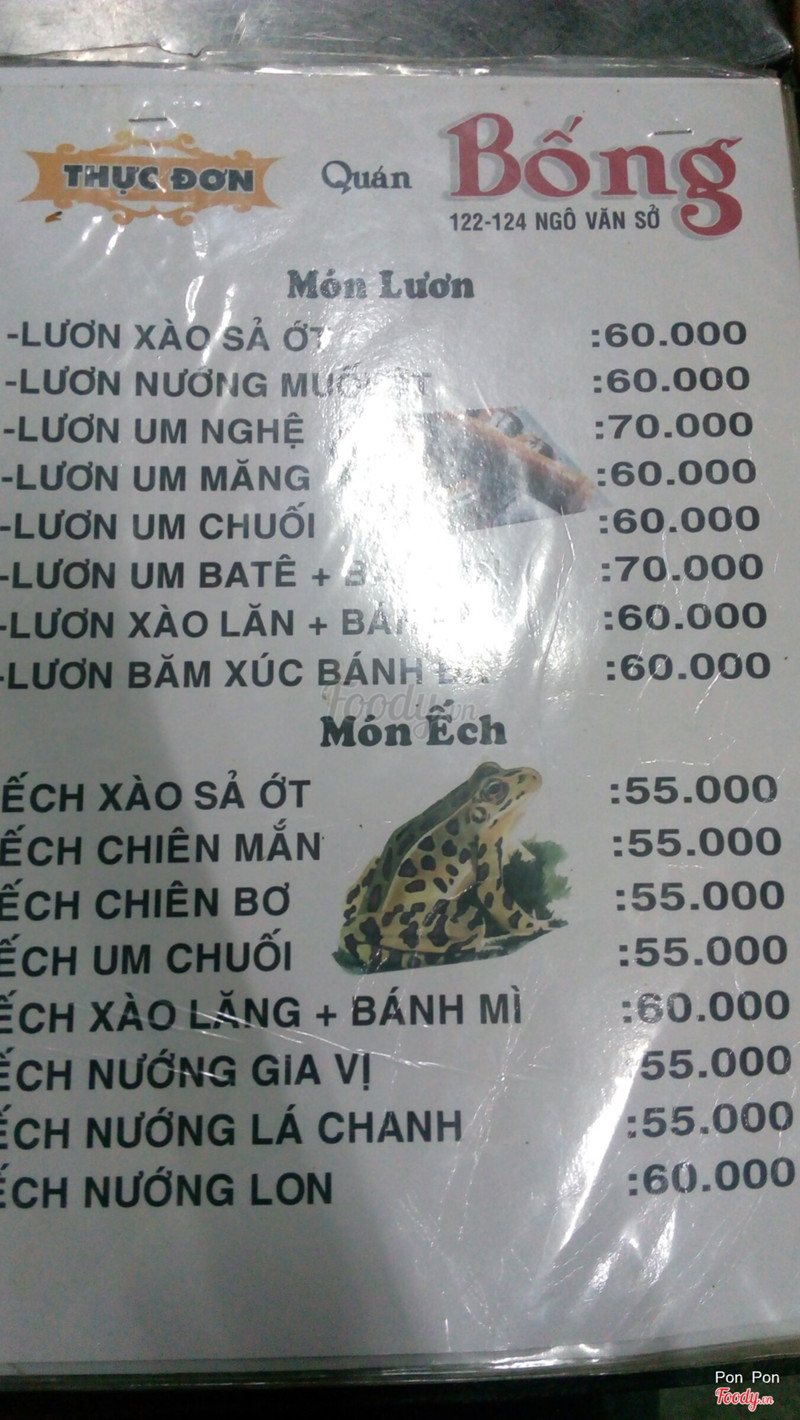 THỰC ĐƠN Quán Bống
122-124 NGÔ VĂN SỞ
Món Lươn
-LƯƠN XÀO SẢ ỚT :60.000
-LƯƠN NƯƠNG MUỐI ỚT :60.000
-LƯƠN UM NGHỆ :70.000
-LƯƠN UM MĂNG :60.000
-LƯƠN UM CHUỐI :60.000
-LƯƠN UM BATÊ + :70.000
-LƯƠN XÀO LĂN + :60.000
-LƯƠN BĂM XÚC BÁNH :60.000
Foody.vn
Món Ếch
ẾCH XÀO SẢ ỚT :55.000
ẾCH CHIÊN MẮN :55.000
ẾCH CHIÊN BƠ :55.000
ẾCH UM CHUỐI :55.000
ẾCH XÀO LĂNG + BÁNH MÌ :60.000
ẾCH NƯỚNG GIA VỊ :55.000
ẾCH NƯỚNG LÁ CHANH :55.000
ẾCH NƯỚNG LON :60.000
Pon Pon
Foody.vn